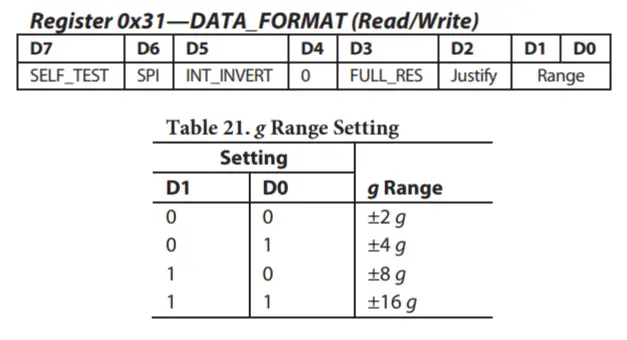 Register 0x31—DATA_FORMAT (Read/Write)
D7 D6 D5 D4 D3 D2 D1 D0
SELF_TEST SPI INT_INVERT 0 FULL_RES Justify Range
Table 21. g Range Setting
Setting
D1 D0 g Range
0 0 ±2 g
0 1 ±4 g
1 0 ±8 g
1 1 ±16 g